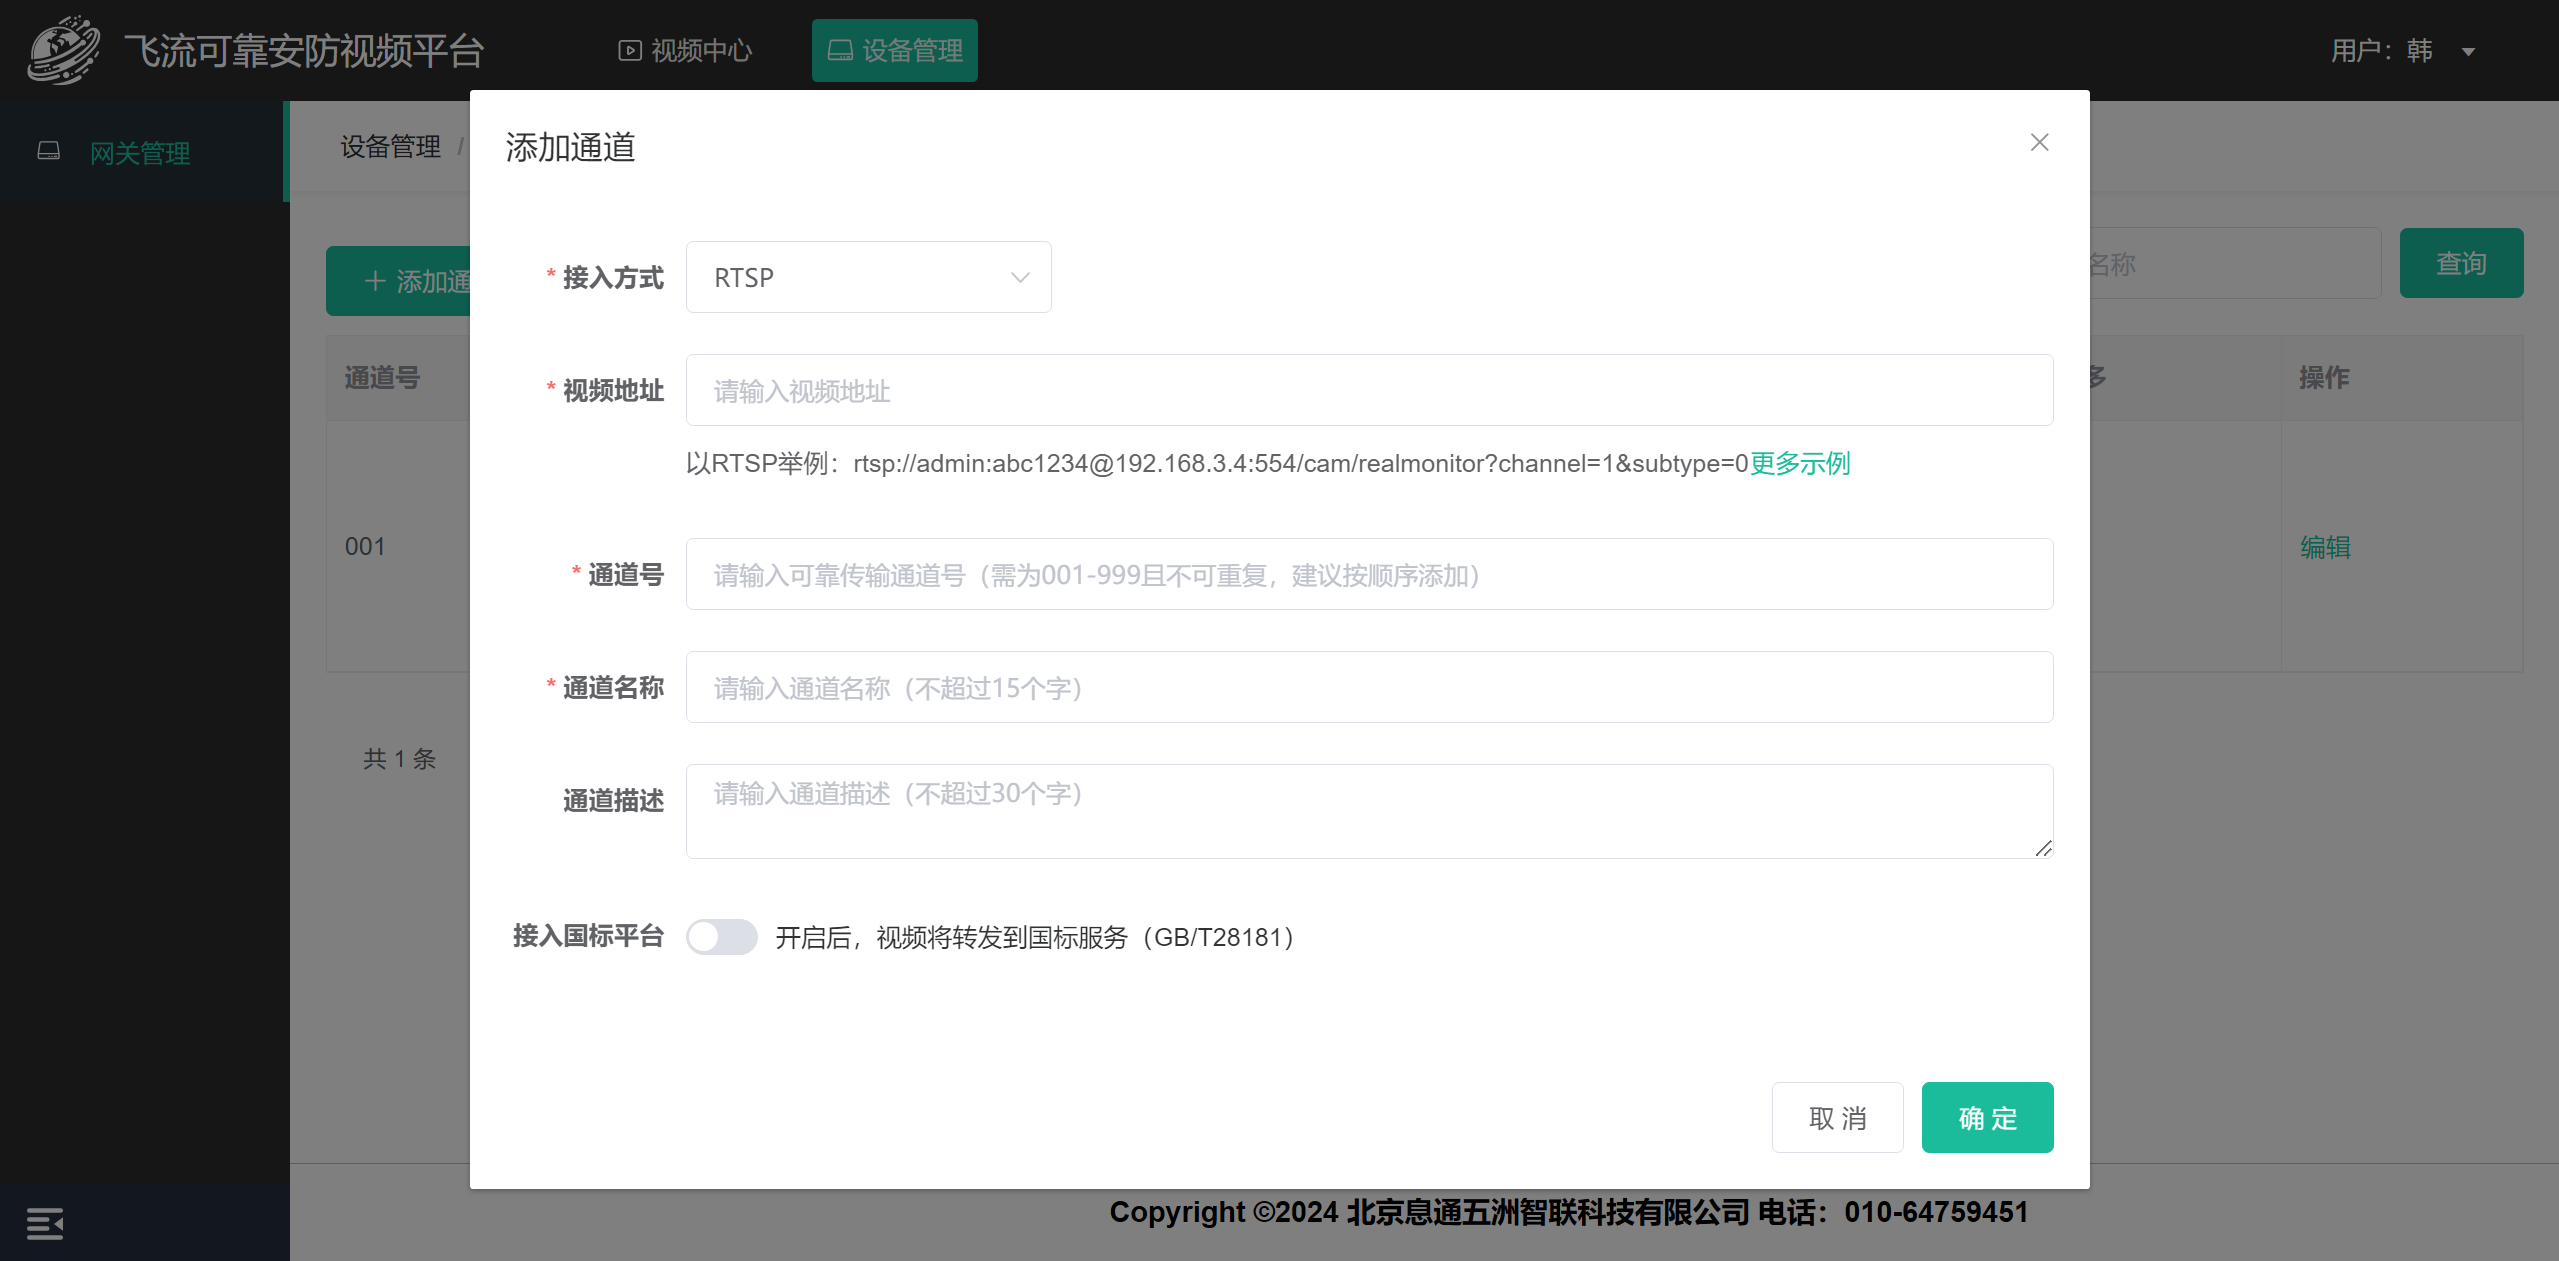 飞流可靠安防视频平台
视频中心
设备管理
用户：韩
网关管理
设备管理 /
添加通道
* 接入方式 RTSP
* 视频地址 请输入视频地址
以RTSP举例：rtsp://admin:abc1234@192.168.3.4:554/cam/realmonitor?channel=1&subtype=0更多示例
* 通道号 请输入可靠传输通道号（需为001-999且不可重复，建议按顺序添加）
* 通道名称 请输入通道名称（不超过15个字）
通道描述 请输入通道描述（不超过30个字）
接入国标平台 开启后，视频将转发到国标服务（GB/T28181）
取 消
确 定
+ 添加通
名称
查询
通道号
多
操作
001
编辑
共 1 条
Copyright ©2024 北京息通五洲智联科技有限公司 电话：010-64759451